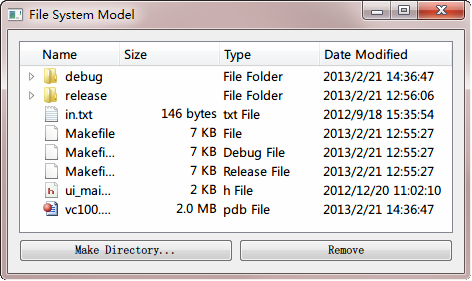 File System Model
Name Size Type Date Modified
debug File Folder 2013/2/21 14:36:47
release File Folder 2013/2/21 12:56:06
in.txt 146 bytes txt File 2012/9/18 15:35:54
Makefile 7 KB File 2013/2/21 12:55:27
Makefi... 7 KB Debug File 2013/2/21 12:55:27
Makefi... 7 KB Release File 2013/2/21 12:55:27
ui_mai... 2 KB h File 2012/12/20 11:02:10
vc100.... 2.0 MB pdb File 2013/2/21 14:36:47
Make Directory... Remove